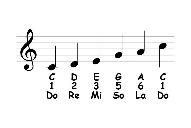 C D E G A C
1 2 3 5 6 1
Do Re Mi So La Do